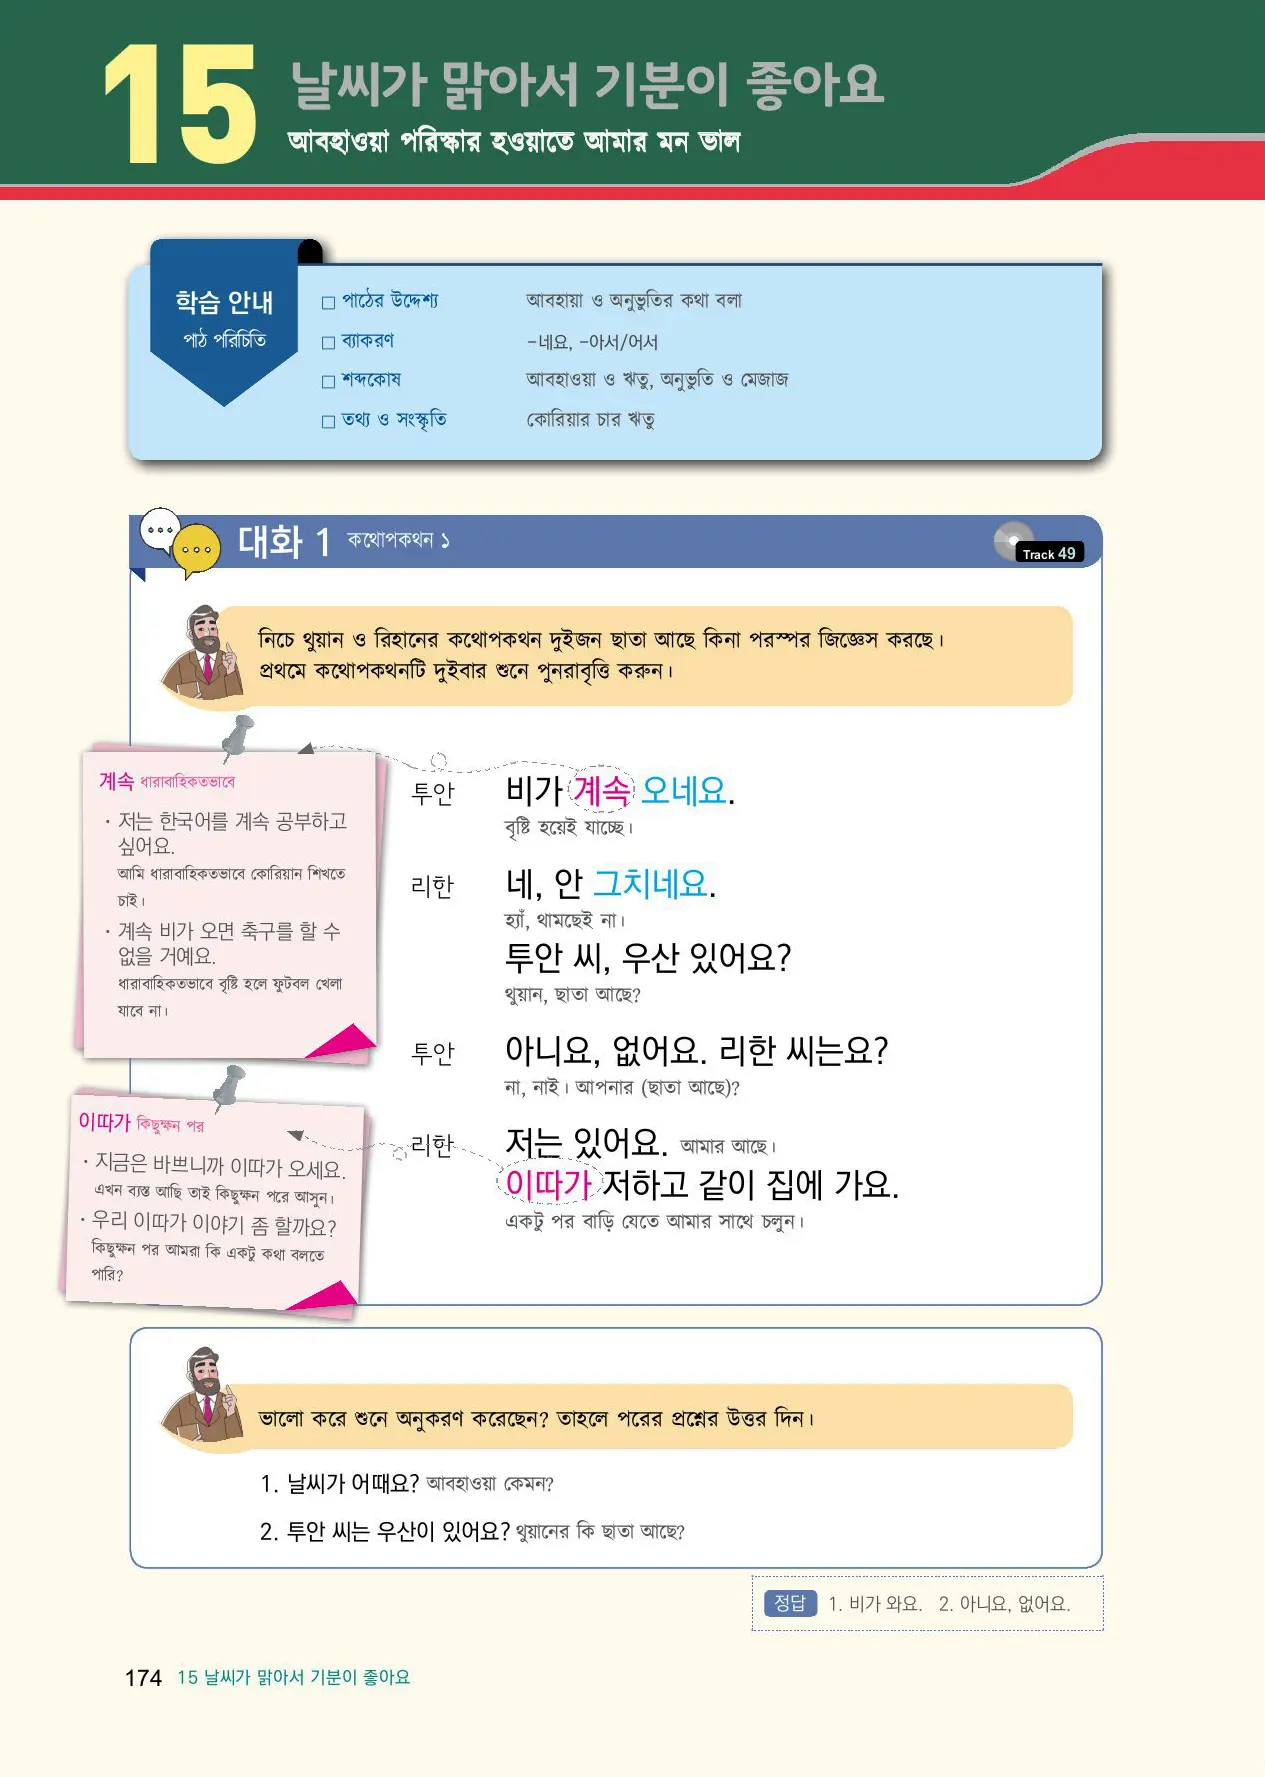 15
날씨가 맑아서 기분이 좋아요
আবহাওয়া পরিস্কার হওয়াতে আমার মন ভাল
학습 안내
পাঠ পরিচিতি
□ পাঠের উদ্দেশ্য আবহায়া ও অনুভুতির কথা বলা
□ ব্যাকরণ -네요, -아서/어서
□ শব্দকোষ আবহাওয়া ও ঋতু, অনুভুতি ও মেজাজ
□ তথ্য ও সংস্কৃতি কোরিয়ার চার ঋতু
대화 1 কথোপকথন ১
Track 49
নিচে থুয়ান ও রিহানের কথোপকথন দুইজন ছাতা আছে কিনা পরস্পর জিজ্ঞেস করছে।
প্রথমে কথোপকথনটি দুইবার শুনে পুনরাবৃত্তি করুন।
계속 ধারাবাহিকতভাবে
· 저는 한국어를 계속 공부하고
싶어요.
আমি ধারাবাহিকতভাবে কোরিয়ান শিখতে
চাই।
· 계속 비가 오면 축구를 할 수
없을 거예요.
ধারাবাহিকতভাবে বৃষ্টি হলে ফুটবল খেলা
যাবে না।
이따가 কিছুক্ষন পর
· 지금은 바쁘니까 이따가 오세요.
এখন ব্যস্ত আছি তাই কিছুক্ষন পরে আসুন।
· 우리 이따가 이야기 좀 할까요?
কিছুক্ষন পর আমরা কি একটু কথা বলতে
পারি?
투안 비가 계속 오네요.
বৃষ্টি হয়েই যাচ্ছে।
리한 네, 안 그치네요.
হ্যাঁ, থামছেই না।
투안 씨, 우산 있어요?
থুয়ান, ছাতা আছে?
투안 아니요, 없어요. 리한 씨는요?
না, নাই। আপনার (ছাতা আছে)?
리한 저는 있어요. আমার আছে।
이따가 저하고 같이 집에 가요.
একটু পর বাড়ি যেতে আমার সাথে চলুন।
ভালো করে শুনে অনুকরণ করেছেন? তাহলে পরের প্রশ্নের উত্তর দিন।
1. 날씨가 어때요? আবহাওয়া কেমন?
2. 투안 씨는 우산이 있어요? থুয়ানের কি ছাতা আছে?
정답 1. 비가 와요. 2. 아니요, 없어요.
174 15 날씨가 맑아서 기분이 좋아요